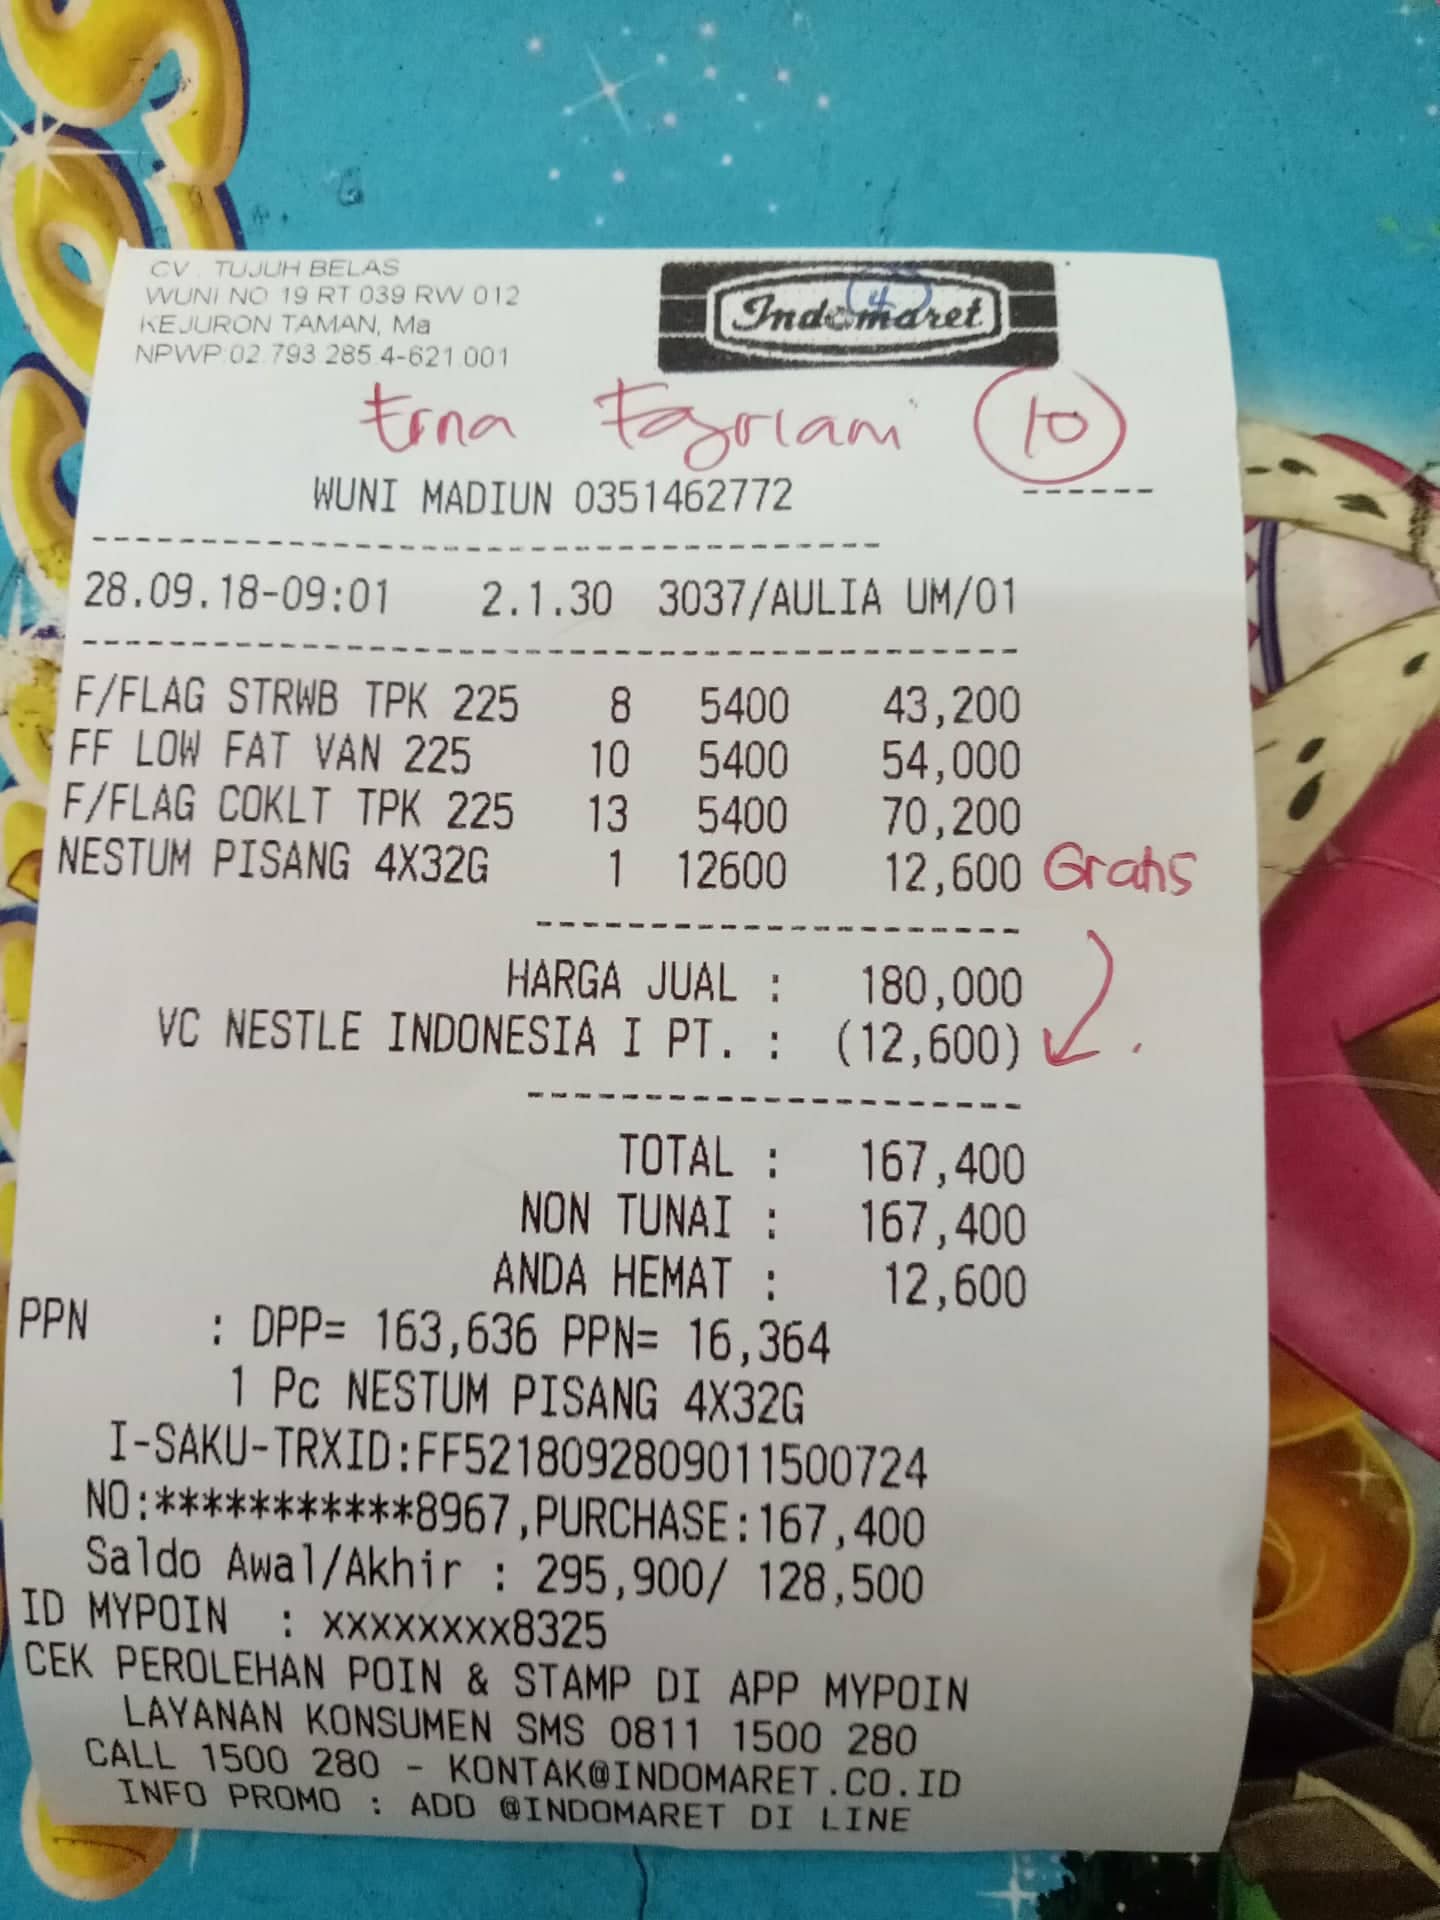 CV. TUJUH BELAS
WUNI NO 19 RT 039 RW 012
KEJURON TAMAN, Ma
NPWP:02.793.285.4-621.001
Indomaret
4
Erna Fajriani 10
WUNI MADIUN 0351462772 ------
28.09.18-09:01 2.1.30 3037/AULIA UM/01
F/FLAG STRWB TPK 225 8 5400 43,200
FF LOW FAT VAN 225 10 5400 54,000
F/FLAG COKLT TPK 225 13 5400 70,200
NESTUM PISANG 4X32G 1 12600 12,600 Gratis
HARGA JUAL : 180,000
VC NESTLE INDONESIA I PT. : (12,600)
TOTAL : 167,400
NON TUNAI : 167,400
ANDA HEMAT : 12,600
PPN : DPP= 163,636 PPN= 16,364
1 Pc NESTUM PISANG 4X32G
I-SAKU-TRXID:FF5218092809011500724
NO:***********8967,PURCHASE:167,400
Saldo Awal/Akhir : 295,900/ 128,500
ID MYPOIN : xxxxxxxx8325
CEK PEROLEHAN POIN & STAMP DI APP MYPOIN
LAYANAN KONSUMEN SMS 0811 1500 280
CALL 1500 280 - KONTAK@INDOMARET.CO.ID
INFO PROMO : ADD @INDOMARET DI LINE